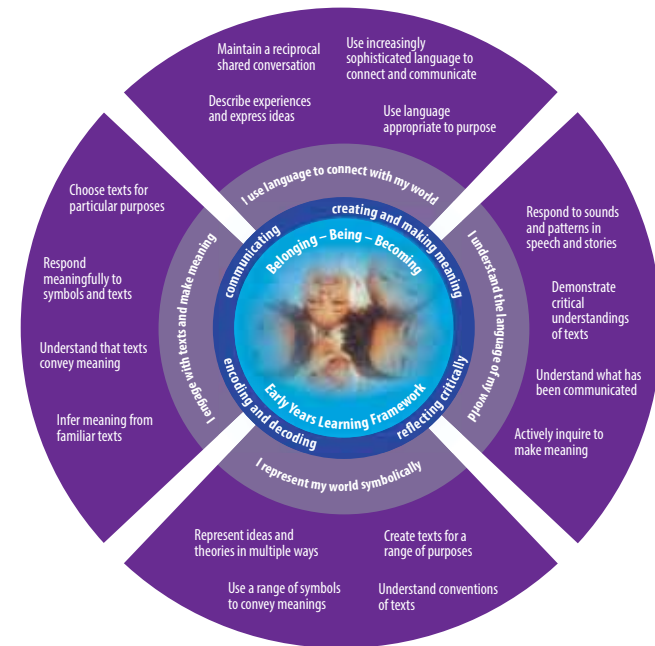 Maintain a reciprocal
shared conversation
Use increasingly
sophisticated language to
connect and communicate
Describe experiences
and express ideas
Use language
appropriate to purpose
I use language to connect with my world
Choose texts for
particular purposes
Respond
meaningfully to
symbols and texts
Understand that texts
convey meaning
Infer meaning from
familiar texts
I engage with texts and make meaning
communicating
creating and making meaning
Belonging – Being – Becoming
Early Years Learning Framework
encoding and decoding
reflecting critically
I understand the language of my world
Respond to sounds
and patterns in
speech and stories
Demonstrate
critical
understandings
of texts
Understand what has
been communicated
Actively inquire to
make meaning
I represent my world symbolically
Represent ideas and
theories in multiple ways
Create texts for a
range of purposes
Use a range of symbols
to convey meanings
Understand conventions
of texts